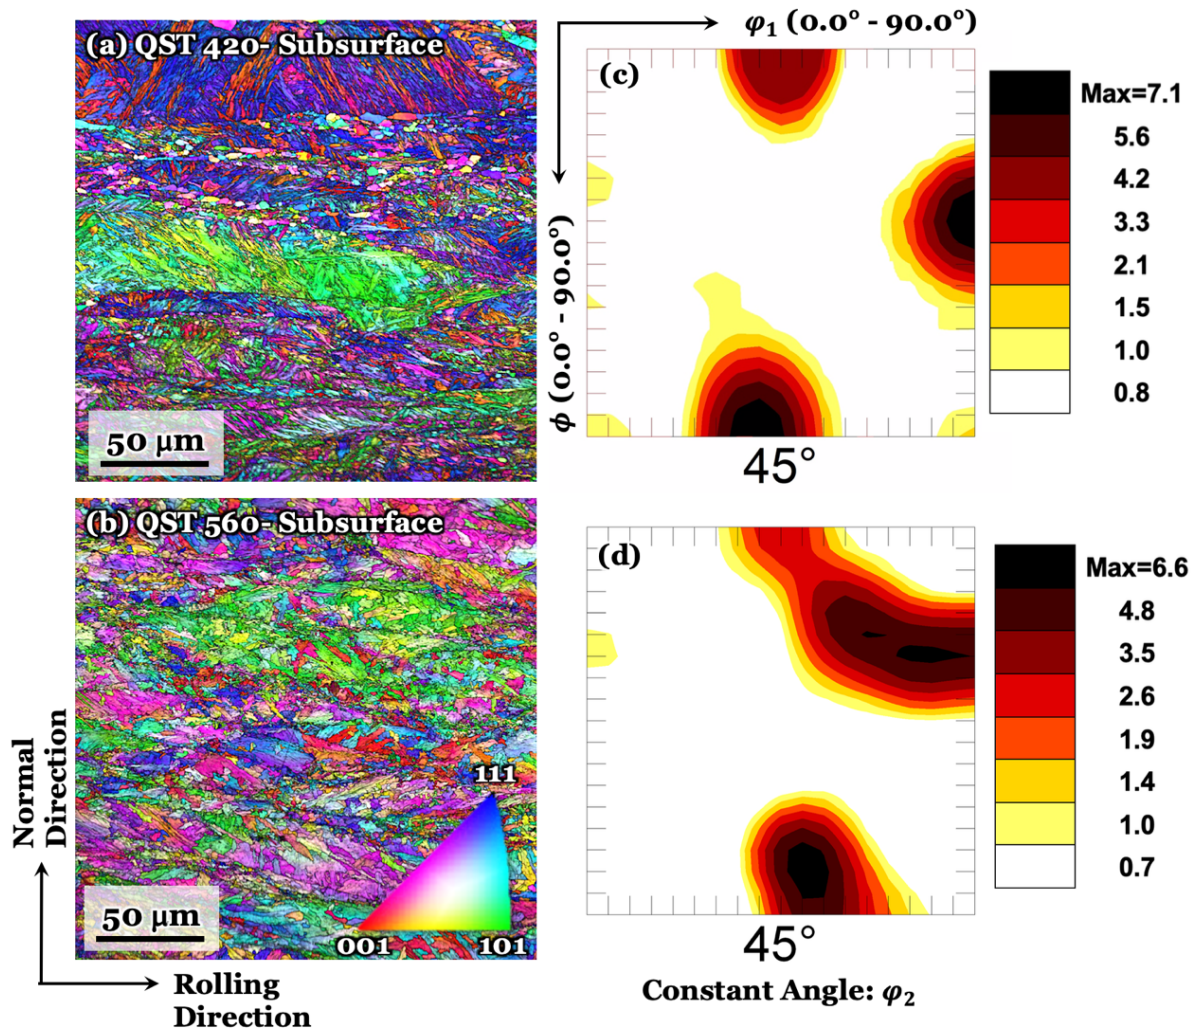 (a) QST 420- Subsurface
50 μm
φ₁ (0.0° - 90.0°)
ϕ (0.0° - 90.0°)
(c)
45°
Max=7.1
5.6
4.2
3.3
2.1
1.5
1.0
0.8
(b) QST 560- Subsurface
111
001
101
50 μm
Normal
Direction
Rolling
Direction
(d)
45°
Max=6.6
4.8
3.5
2.6
1.9
1.4
1.0
0.7
Constant Angle: φ₂